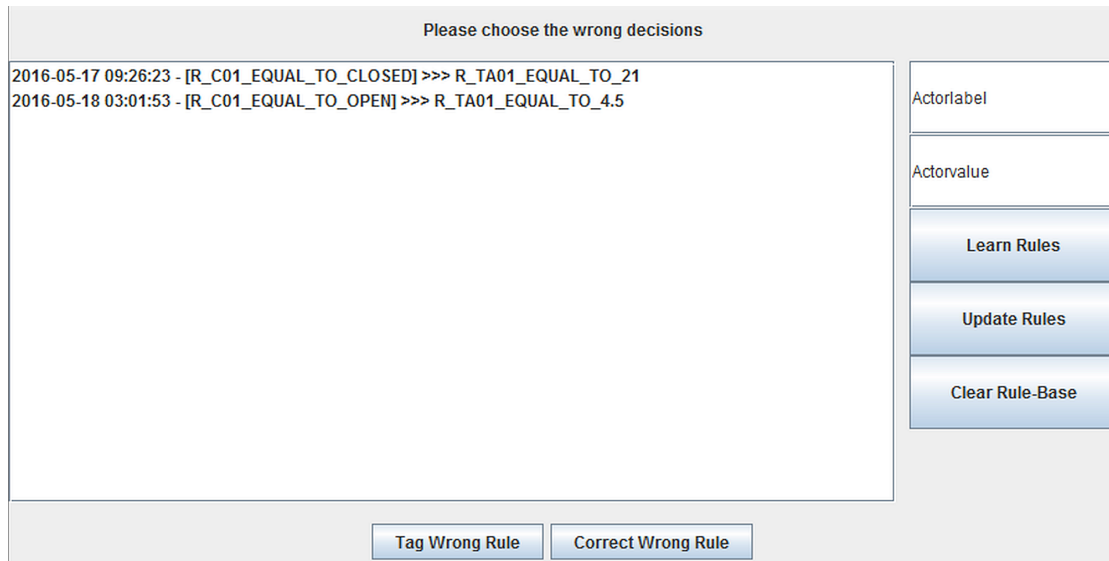 Please choose the wrong decisions
2016-05-17 09:26:23 - [R_C01_EQUAL_TO_CLOSED] >>> R_TA01_EQUAL_TO_21
2016-05-18 03:01:53 - [R_C01_EQUAL_TO_OPEN] >>> R_TA01_EQUAL_TO_4.5
Actorlabel
Actorvalue
Learn Rules
Update Rules
Clear Rule-Base
Tag Wrong Rule
Correct Wrong Rule